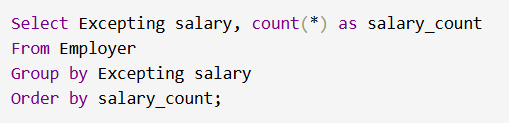 Select Excepting salary, count(*) as salary_count
From Employer
Group by Excepting salary
Order by salary_count;